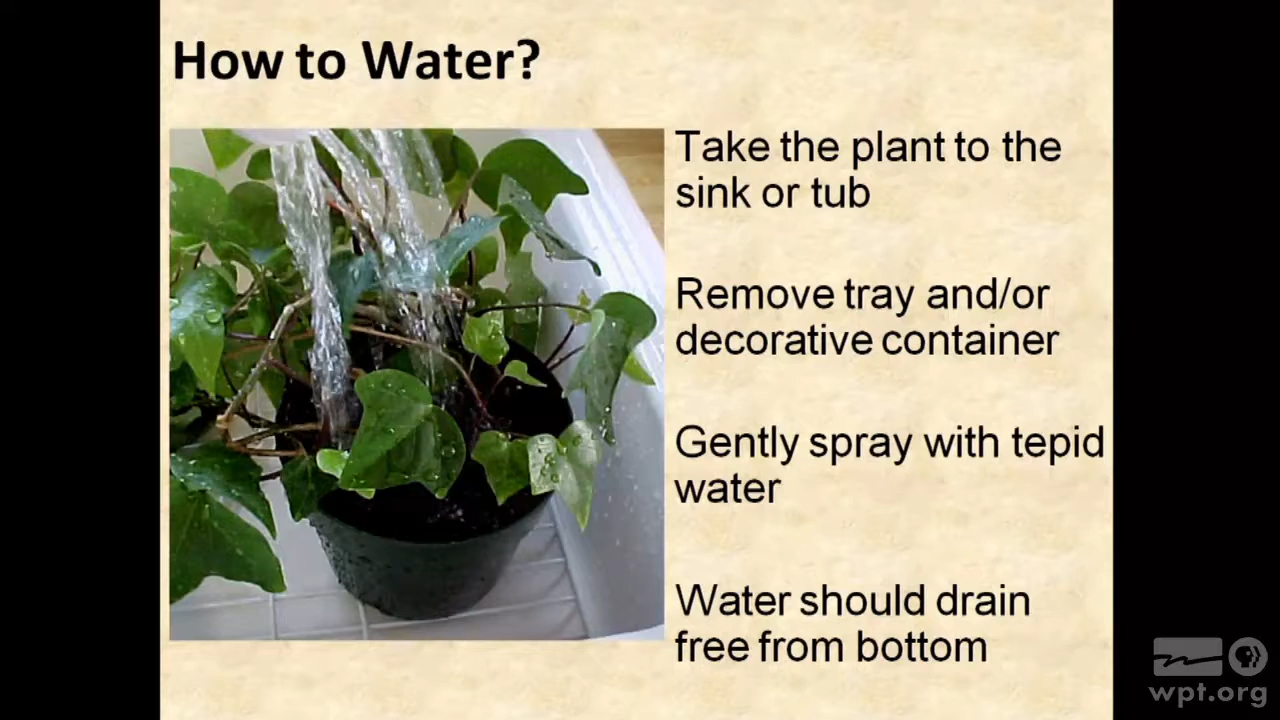 How to Water?
Take the plant to the
sink or tub
Remove tray and/or
decorative container
Gently spray with tepid
water
Water should drain
free from bottom
wpt.org